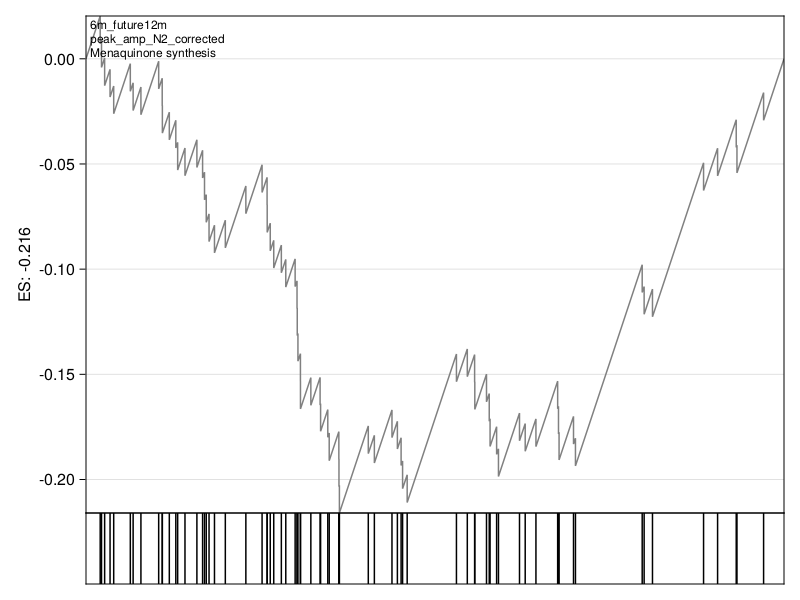 6m_future12m
peak_amp_N2_corrected
Menaquinone synthesis
0.00
-0.05
-0.10
-0.15
-0.20
ES: -0.216